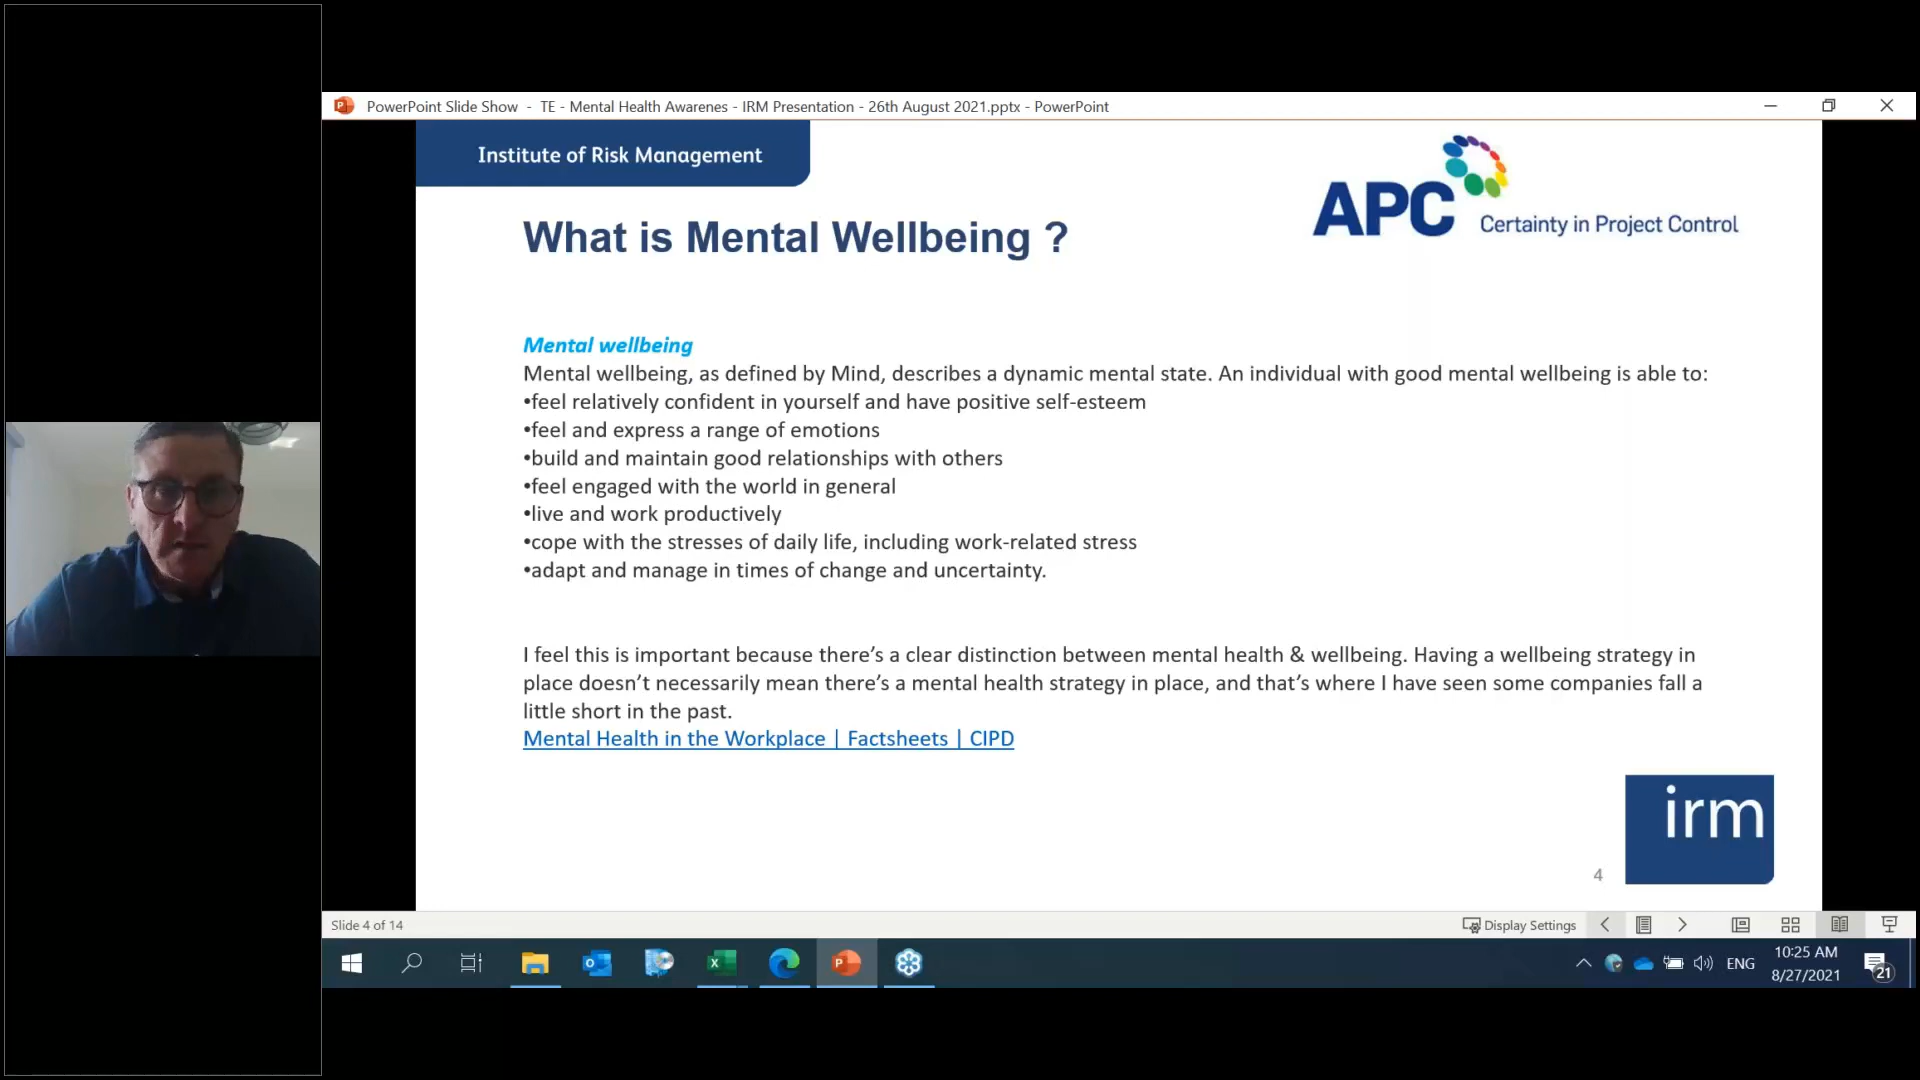 PowerPoint Slide Show - TE - Mental Health Awarenes - IRM Presentation - 26th August 2021.pptx - PowerPoint
Institute of Risk Management
APC Certainty in Project Control
What is Mental Wellbeing ?
Mental wellbeing
Mental wellbeing, as defined by Mind, describes a dynamic mental state. An individual with good mental wellbeing is able to:
•feel relatively confident in yourself and have positive self-esteem
•feel and express a range of emotions
•build and maintain good relationships with others
•feel engaged with the world in general
•live and work productively
•cope with the stresses of daily life, including work-related stress
•adapt and manage in times of change and uncertainty.
I feel this is important because there’s a clear distinction between mental health & wellbeing. Having a wellbeing strategy in
place doesn’t necessarily mean there’s a mental health strategy in place, and that’s where I have seen some companies fall a
little short in the past.
Mental Health in the Workplace | Factsheets | CIPD
irm
4
Slide 4 of 14
Display Settings
ENG
10:25 AM
8/27/2021
21